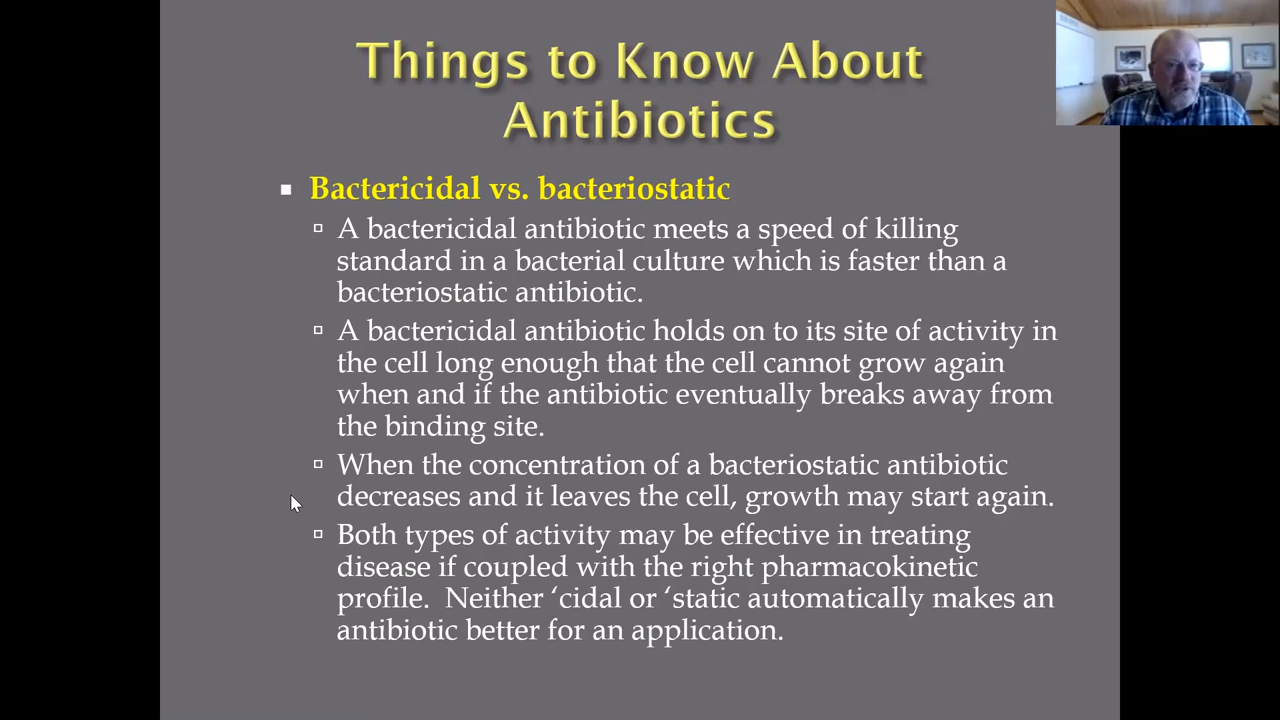 Things to Know About
Antibiotics
Bactericidal vs. bacteriostatic
A bactericidal antibiotic meets a speed of killing
standard in a bacterial culture which is faster than a
bacteriostatic antibiotic.
A bactericidal antibiotic holds on to its site of activity in
the cell long enough that the cell cannot grow again
when and if the antibiotic eventually breaks away from
the binding site.
When the concentration of a bacteriostatic antibiotic
decreases and it leaves the cell, growth may start again.
Both types of activity may be effective in treating
disease if coupled with the right pharmacokinetic
profile.  Neither ‘cidal or ‘static automatically makes an
antibiotic better for an application.